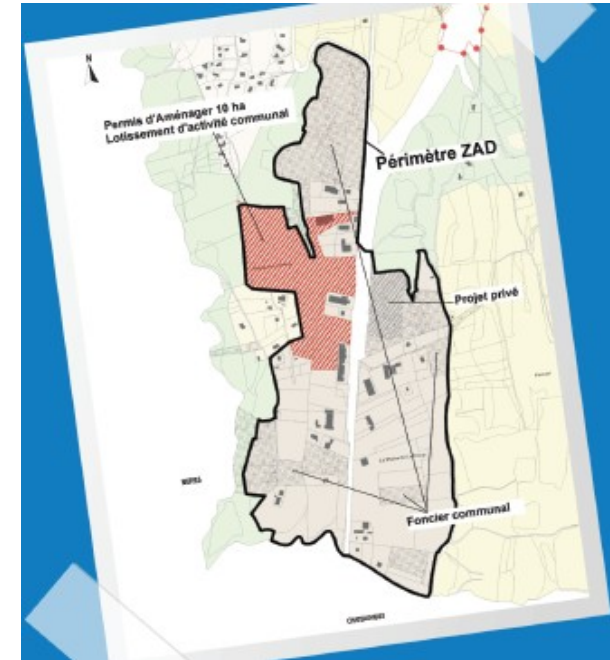 N
Permis d'Aménager 10 ha
Lotissement d'activité communal
Périmètre ZAD
Projet privé
Foncier communal